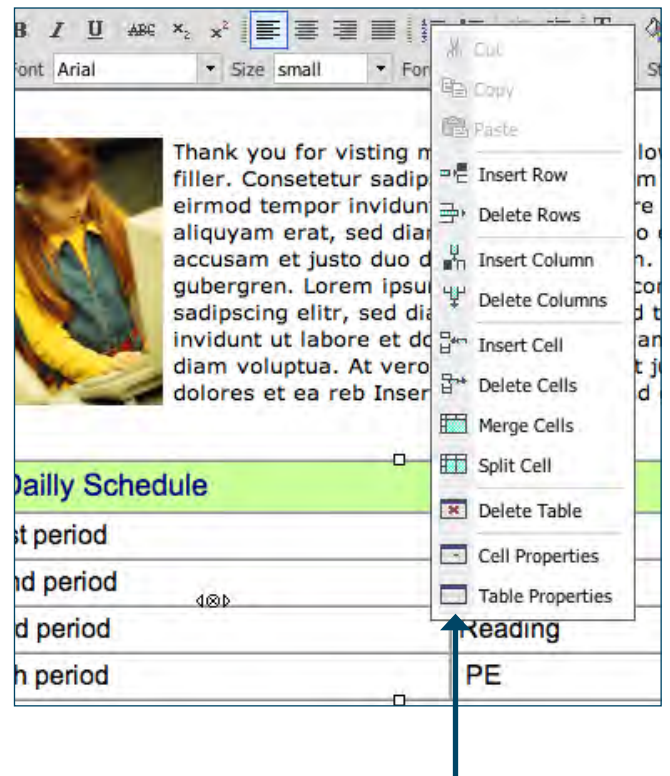 B I U ABC x₂ x²
Font Arial Size small For St
Cut
Copy
Paste
Insert Row
Delete Rows
Insert Column
Delete Columns
Insert Cell
Delete Cells
Merge Cells
Split Cell
Delete Table
Cell Properties
Table Properties
Thank you for visting m
filler. Consetetur sadip
eirmod tempor invidun
aliquyam erat, sed diar
accusam et justo duo d
gubergren. Lorem ipsu
sadipscing elitr, sed dia
invidunt ut labore et do
diam voluptua. At vero
dolores et ea reb Inser
Dailly Schedule
st period
nd period
d period Reading
h period PE